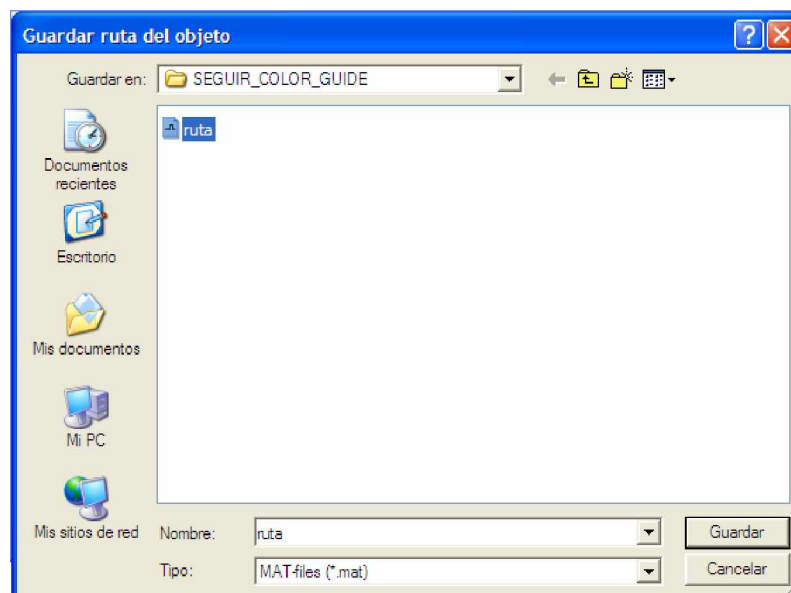 Guardar ruta del objeto
Guardar en: SEGUIR_COLOR_GUIDE
ruta
Documentos
recientes
Escritorio
Mis documentos
Mi PC
Mis sitios de red
Nombre: ruta Guardar
Tipo: MAT-files (*.mat) Cancelar